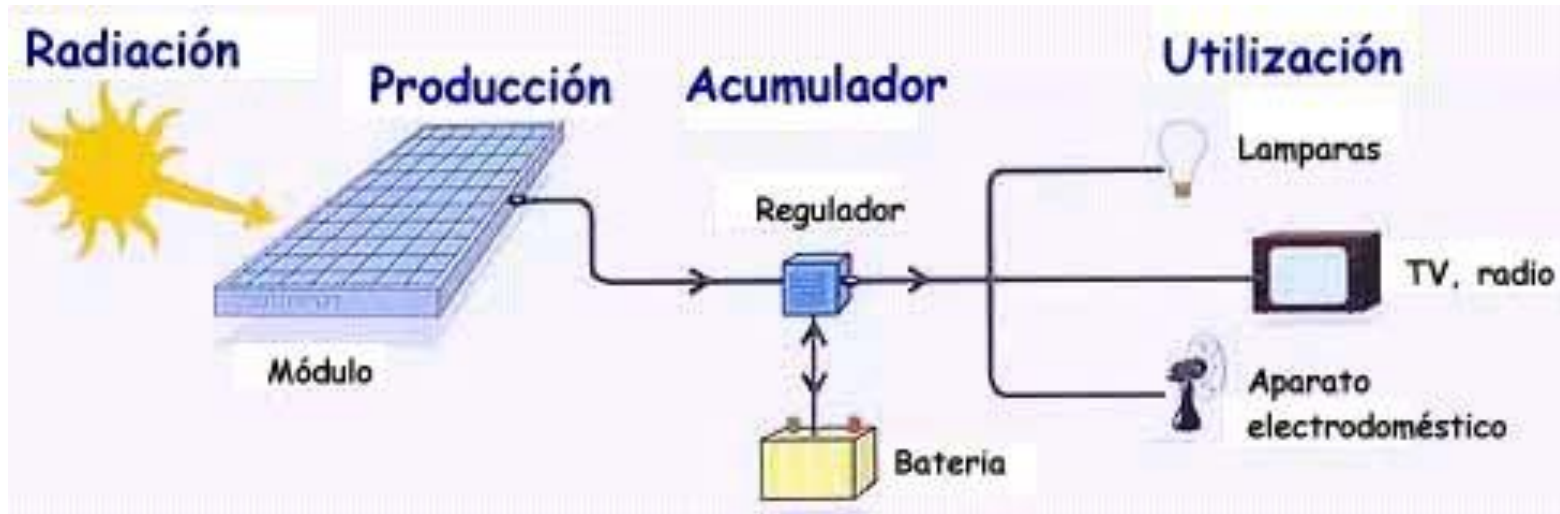 Radiación
Producción
Acumulador
Utilización
Lamparas
Regulador
TV, radio
Módulo
Aparato
electrodoméstico
Bateria